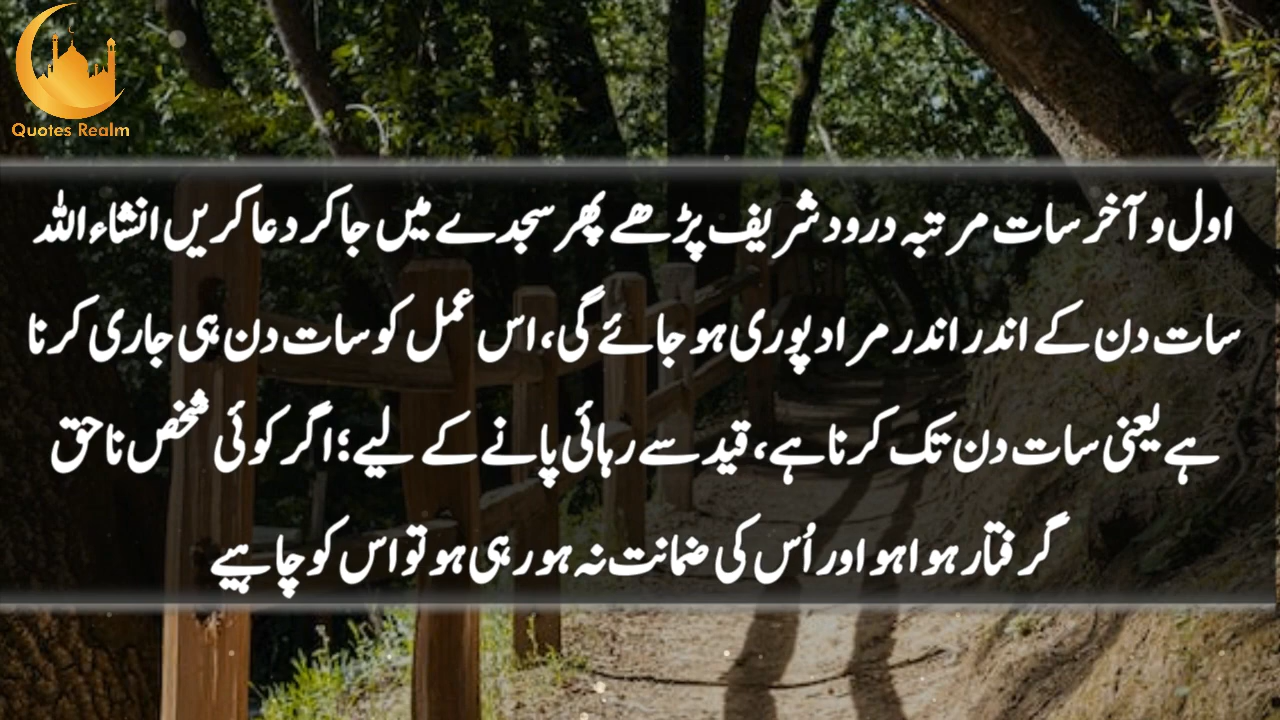 Quotes Realm
اول و آخر سات مرتبہ درود شریف پڑھے پھر سجدے میں جا کر دعا کریں انشاء اللہ
سات دن کے اندر اندر مراد پوری ہو جائے گی، اس عمل کو سات دن ہی جاری کرنا
ہے یعنی سات دن تک کرنا ہے، قید سے رہائی پانے کے لیے؛ اگر کوئی شخص ناحق
گرفتار ہوا ہو اور اُس کی ضمانت نہ ہو رہی ہو تو اس کو چاہیے